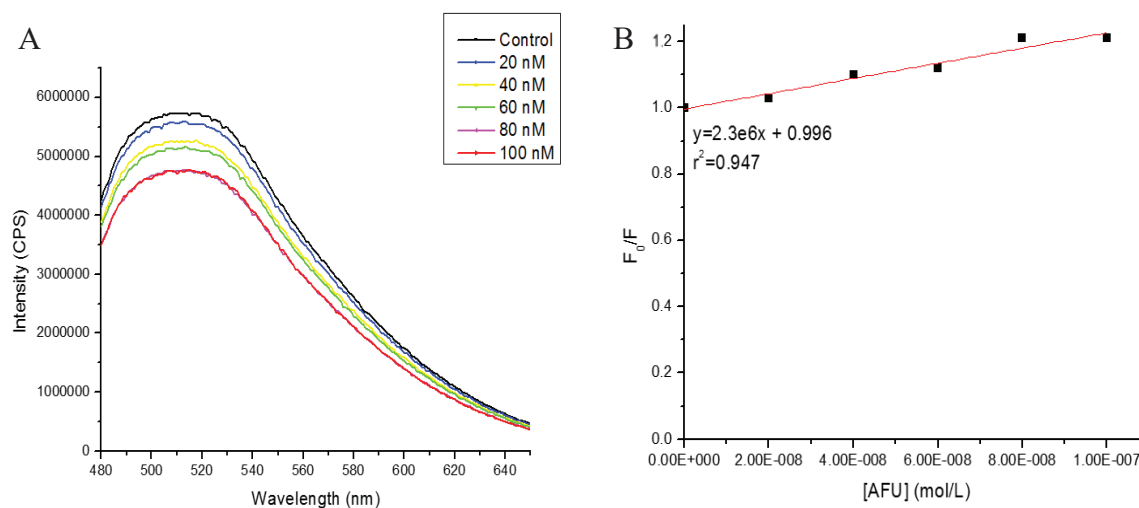 A
Control
20 nM
40 nM
60 nM
80 nM
100 nM
6000000
5000000
4000000
3000000
2000000
1000000
0
480 500 520 540 560 580 600 620 640
Intensity (CPS)
Wavelength (nm)
B
1.2
1.0
0.8
0.6
0.4
0.2
0.0
y=2.3e6x + 0.996
r²=0.947
F₀/F
0.00E+000 2.00E-008 4.00E-008 6.00E-008 8.00E-008 1.00E-007
[AFU] (mol/L)